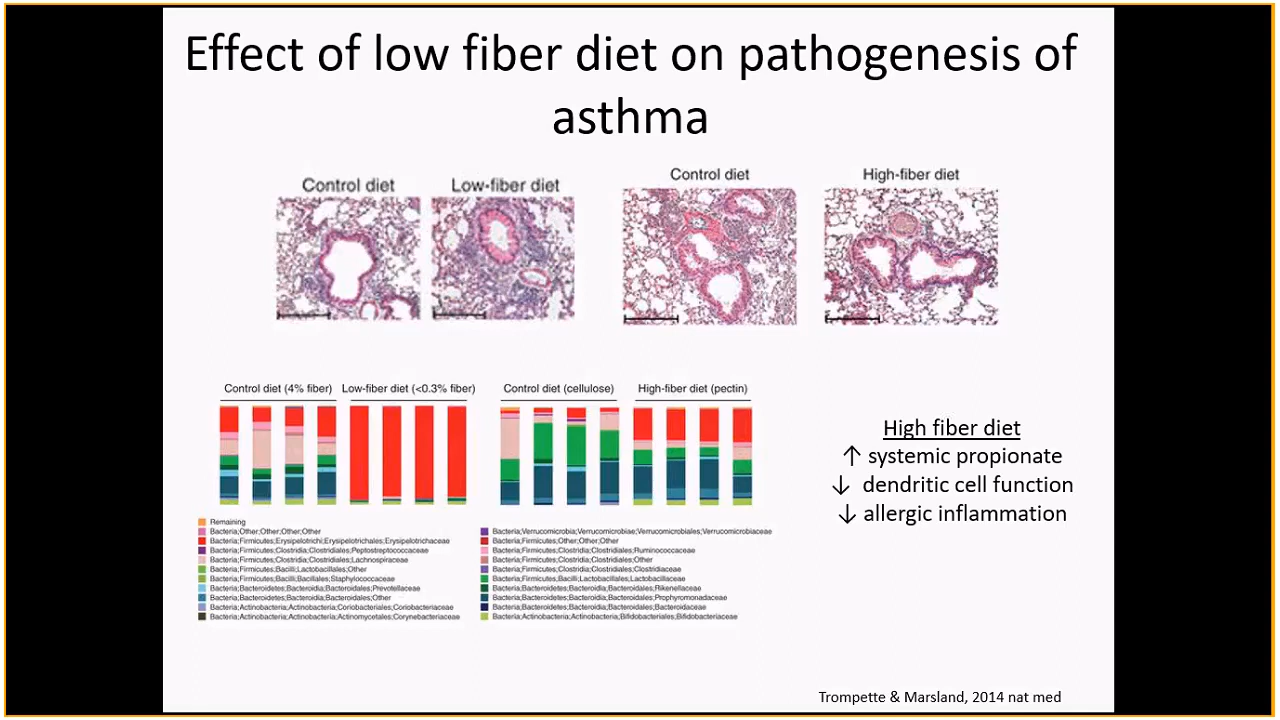 Effect of low fiber diet on pathogenesis of
asthma
Control diet
Low-fiber diet
Control diet
High-fiber diet
Control diet (4% fiber)
Low-fiber diet (<0.3% fiber)
Control diet (cellulose)
High-fiber diet (pectin)
High fiber diet
↑ systemic propionate
↓ dendritic cell function
↓ allergic inflammation
Remaining
Bacteria;Other;Other;Other;Other
Bacteria;Firmicutes;Erysipelotrichi;Erysipelotrichales;Erysipelotrichaceae
Bacteria;Firmicutes;Clostridia;Clostridiales;Peptostreptococcaceae
Bacteria;Firmicutes;Clostridia;Clostridiales;Lachnospiraceae
Bacteria;Firmicutes;Bacilli;Lactobacillales;Other
Bacteria;Firmicutes;Bacilli;Bacillales;Staphylococcaceae
Bacteria;Bacteroidetes;Bacteroidia;Bacteroidales;Prevotellaceae
Bacteria;Bacteroidetes;Bacteroidia;Bacteroidales;Other
Bacteria;Actinobacteria;Actinobacteria;Coriobacteriales;Coriobacteriaceae
Bacteria;Actinobacteria;Actinobacteria;Actinomycetales;Corynebacteriaceae
Bacteria;Verrucomicrobia;Verrucomicrobiae;Verrucomicrobiales;Verrucomicrobiaceae
Bacteria;Firmicutes;Other;Other;Other
Bacteria;Firmicutes;Clostridia;Clostridiales;Ruminococcaceae
Bacteria;Firmicutes;Clostridia;Clostridiales;Other
Bacteria;Firmicutes;Clostridia;Clostridiales;Clostridiaceae
Bacteria;Firmicutes;Bacilli;Lactobacillales;Lactobacillaceae
Bacteria;Bacteroidetes;Bacteroidia;Bacteroidales;Rikenellaceae
Bacteria;Bacteroidetes;Bacteroidia;Bacteroidales;Prophyromonadaceae
Bacteria;Bacteroidetes;Bacteroidia;Bacteroidales;Bacteroidaceae
Bacteria;Actinobacteria;Actinobacteria;Bifidobacteriales;Bifidobacteriaceae
Trompette & Marsland, 2014 nat med